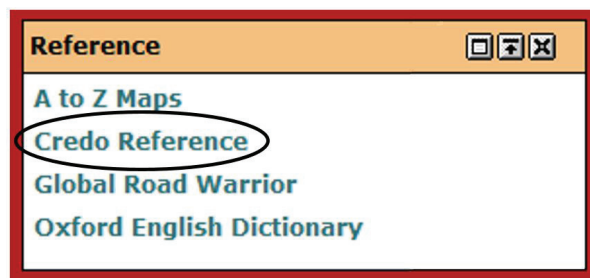 Reference
A to Z Maps
Credo Reference
Global Road Warrior
Oxford English Dictionary